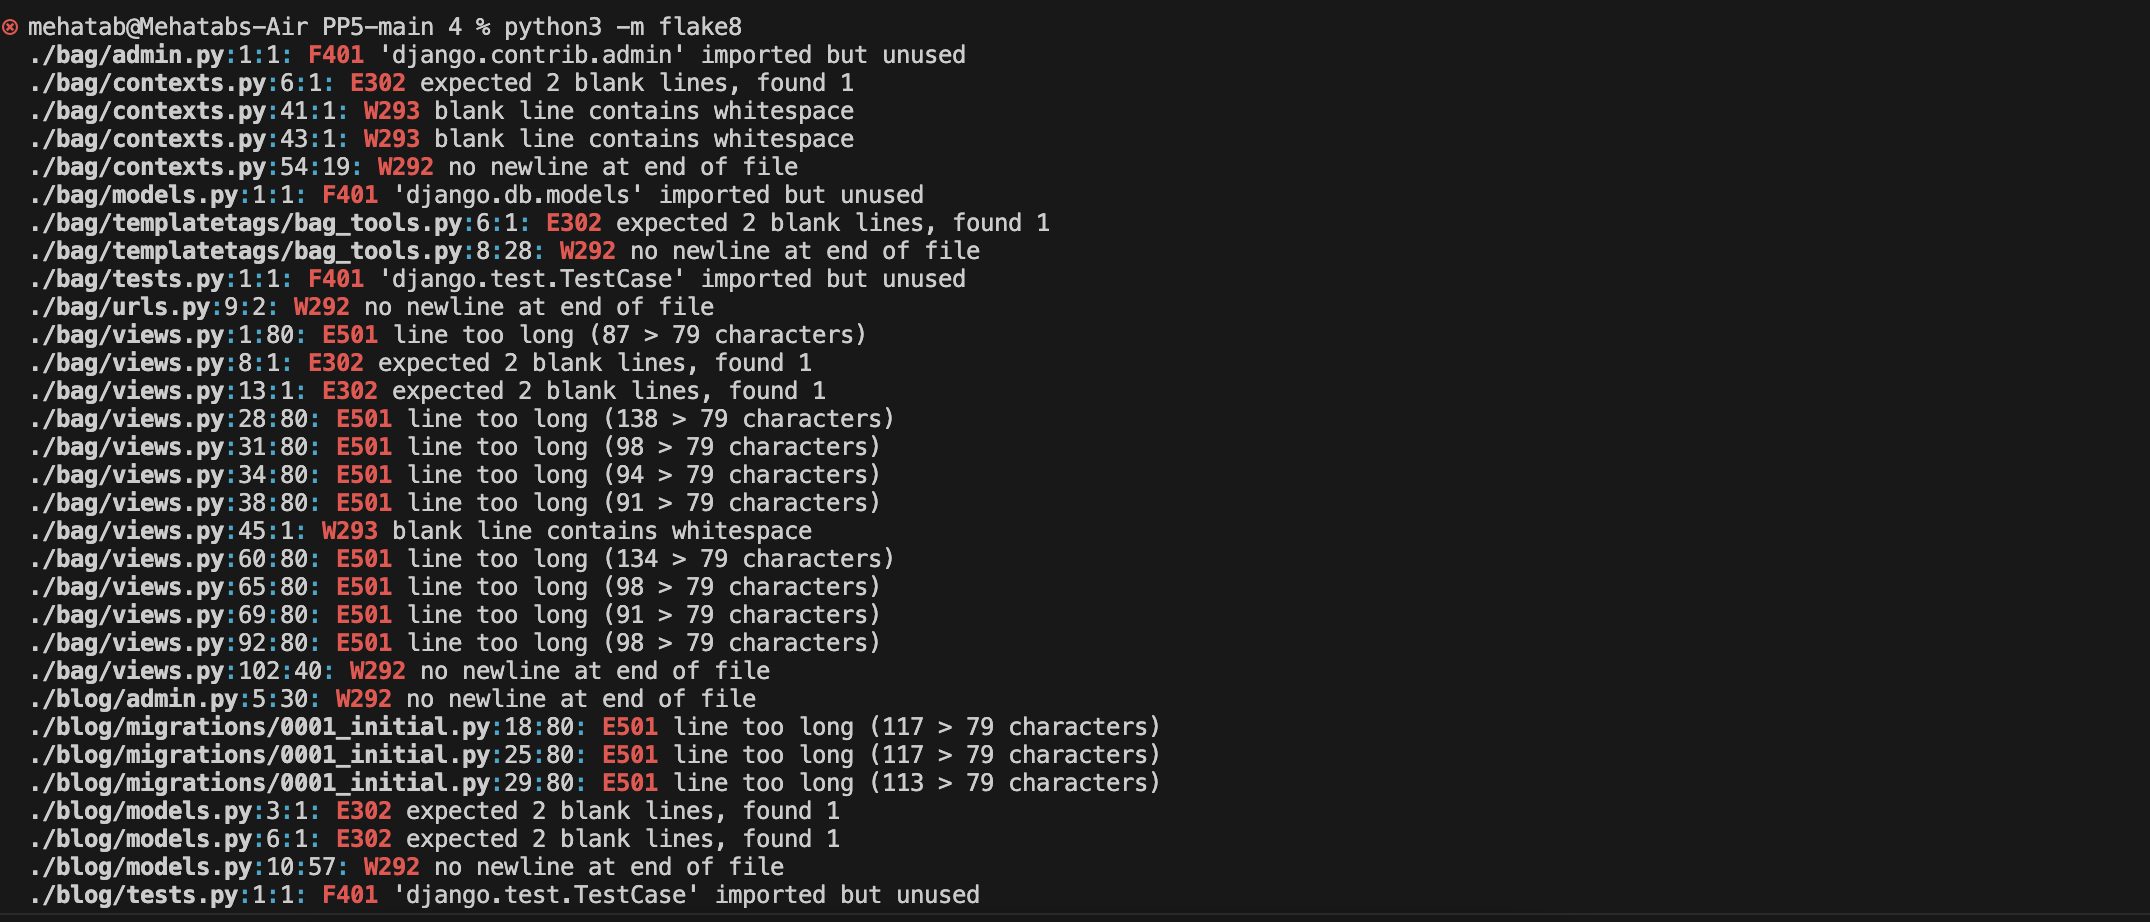 mehatab@Mehatabs-Air PP5-main 4 % python3 -m flake8
./bag/admin.py:1:1: F401 'django.contrib.admin' imported but unused
./bag/contexts.py:6:1: E302 expected 2 blank lines, found 1
./bag/contexts.py:41:1: W293 blank line contains whitespace
./bag/contexts.py:43:1: W293 blank line contains whitespace
./bag/contexts.py:54:19: W292 no newline at end of file
./bag/models.py:1:1: F401 'django.db.models' imported but unused
./bag/templatetags/bag_tools.py:6:1: E302 expected 2 blank lines, found 1
./bag/templatetags/bag_tools.py:8:28: W292 no newline at end of file
./bag/tests.py:1:1: F401 'django.test.TestCase' imported but unused
./bag/urls.py:9:2: W292 no newline at end of file
./bag/views.py:1:80: E501 line too long (87 > 79 characters)
./bag/views.py:8:1: E302 expected 2 blank lines, found 1
./bag/views.py:13:1: E302 expected 2 blank lines, found 1
./bag/views.py:28:80: E501 line too long (138 > 79 characters)
./bag/views.py:31:80: E501 line too long (98 > 79 characters)
./bag/views.py:34:80: E501 line too long (94 > 79 characters)
./bag/views.py:38:80: E501 line too long (91 > 79 characters)
./bag/views.py:45:1: W293 blank line contains whitespace
./bag/views.py:60:80: E501 line too long (134 > 79 characters)
./bag/views.py:65:80: E501 line too long (98 > 79 characters)
./bag/views.py:69:80: E501 line too long (91 > 79 characters)
./bag/views.py:92:80: E501 line too long (98 > 79 characters)
./bag/views.py:102:40: W292 no newline at end of file
./blog/admin.py:5:30: W292 no newline at end of file
./blog/migrations/0001_initial.py:18:80: E501 line too long (117 > 79 characters)
./blog/migrations/0001_initial.py:25:80: E501 line too long (117 > 79 characters)
./blog/migrations/0001_initial.py:29:80: E501 line too long (113 > 79 characters)
./blog/models.py:3:1: E302 expected 2 blank lines, found 1
./blog/models.py:6:1: E302 expected 2 blank lines, found 1
./blog/models.py:10:57: W292 no newline at end of file
./blog/tests.py:1:1: F401 'django.test.TestCase' imported but unused